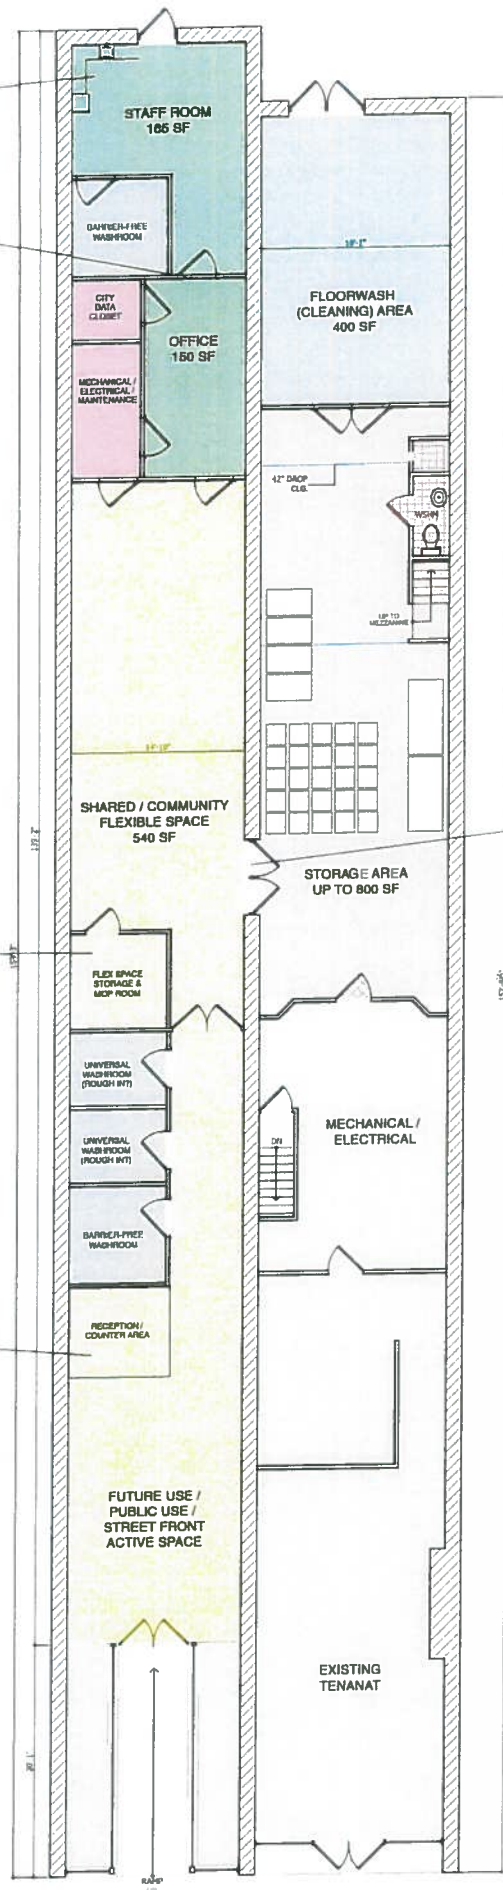 STAFF ROOM
165 SF
BARRIER-FREE
WASHROOM
CITY
DATA
CLOSET
OFFICE
150 SF
MECHANICAL /
ELECTRICAL /
MAINTENANCE
FLOORWASH
(CLEANING) AREA
400 SF
12" DROP
CLG.
WSHM
UP TO
MEZZANINE
SHARED / COMMUNITY
FLEXIBLE SPACE
540 SF
STORAGE AREA
UP TO 800 SF
FLEX SPACE
STORAGE &
MOP ROOM
UNIVERSAL
WASHROOM
(ROUGH INT)
UNIVERSAL
WASHROOM
(ROUGH INT)
BARRIER-FREE
WASHROOM
MECHANICAL /
ELECTRICAL
DN
RECEPTION /
COUNTER AREA
FUTURE USE /
PUBLIC USE /
STREET FRONT
ACTIVE SPACE
EXISTING
TENANAT
RAMP